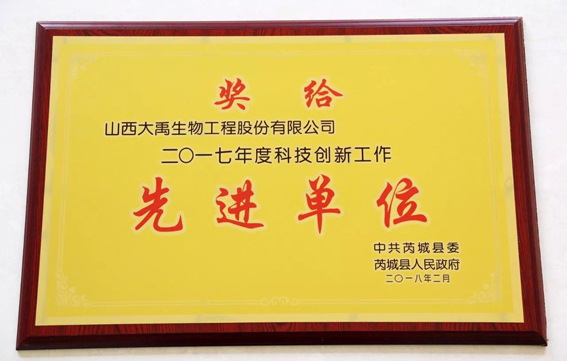 奖给
山西大禹生物工程股份有限公司
二〇一七年度科技创新工作
先进单位
中共芮城县委
芮城县人民政府
二〇一八年二月